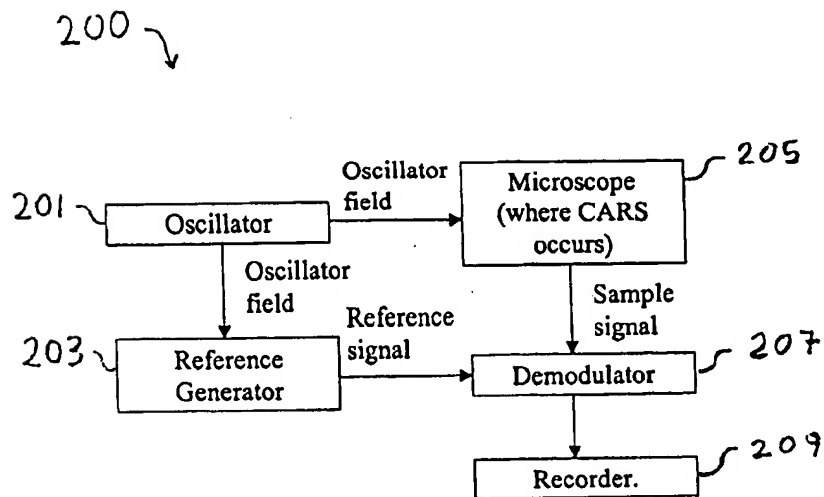 200
Oscillator
field
Microscope
(where CARS
occurs)
205
201
Oscillator
Oscillator
field
Sample
signal
Reference
signal
203
Reference
Generator
Demodulator
207
Recorder.
209